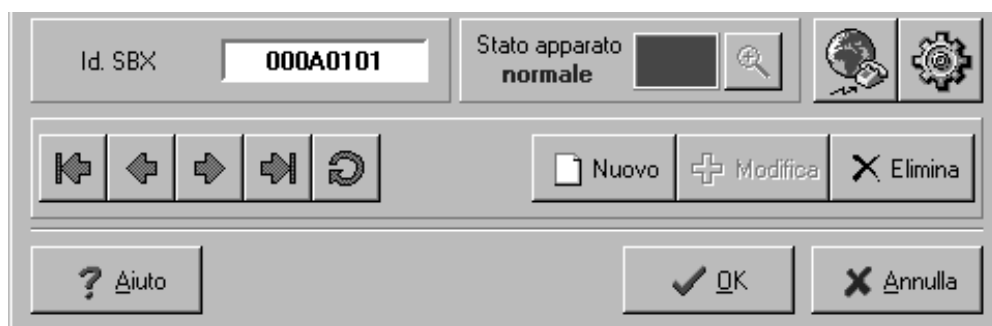 Id. SBX
000A0101
Stato apparato
normale
Nuovo
Modifica
Elimina
? Aiuto
OK
Annulla